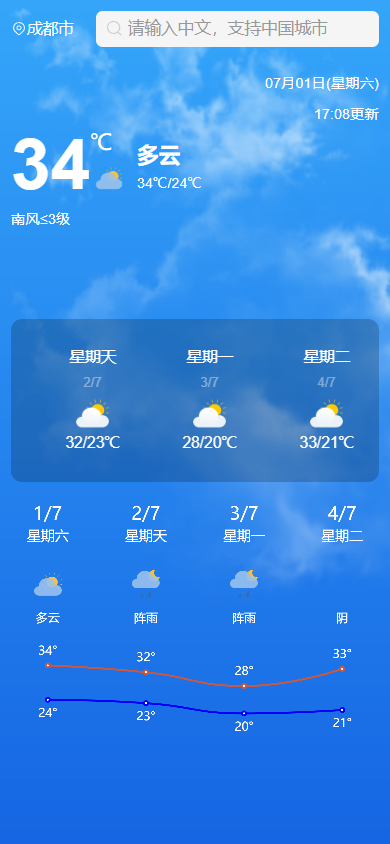 成都市
请输入中文，支持中国城市
07月01日(星期六)
17:08更新
34℃
多云
34℃/24℃
南风≤3级
星期天 星期一 星期二
2/7 3/7 4/7
32/23℃ 28/20℃ 33/21℃
1/7 2/7 3/7 4/7
星期六 星期天 星期一 星期二
多云 阵雨 阵雨 阴
34° 32° 28° 33°
24° 23° 20° 21°